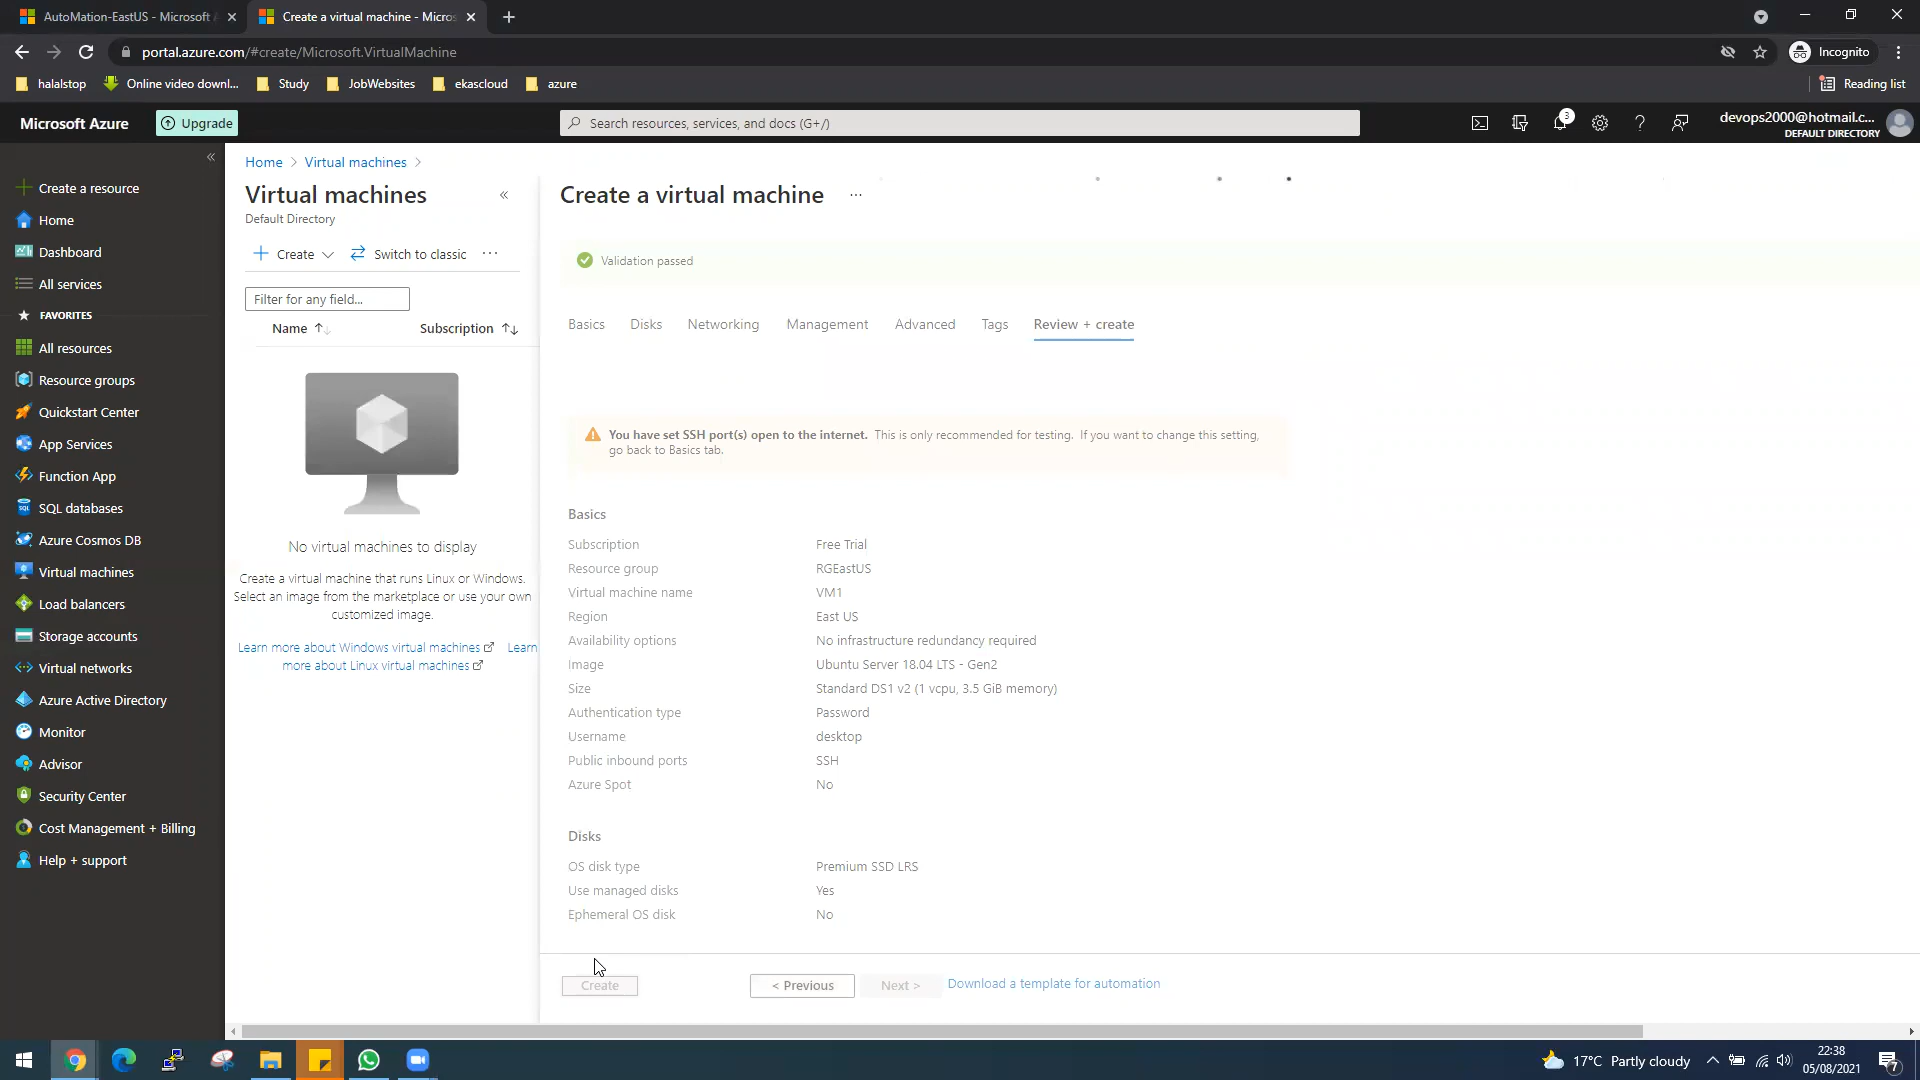 AutoMation-EastUS - Microsoft A
Create a virtual machine - Micros
portal.azure.com/#create/Microsoft.VirtualMachine
Incognito
halalstop
Online video downl...
Study
JobWebsites
ekascloud
azure
Reading list
Microsoft Azure
Upgrade
Search resources, services, and docs (G+/)
3
devops2000@hotmail.c...
DEFAULT DIRECTORY
Create a resource
Home
Dashboard
All services
FAVORITES
All resources
Resource groups
Quickstart Center
App Services
Function App
SQL databases
Azure Cosmos DB
Virtual machines
Load balancers
Storage accounts
Virtual networks
Azure Active Directory
Monitor
Advisor
Security Center
Cost Management + Billing
Help + support
Home > Virtual machines >
Virtual machines
Default Directory
Create
Switch to classic
Filter for any field...
Name
Subscription
No virtual machines to display
Create a virtual machine that runs Linux or Windows.
Select an image from the marketplace or use your own
customized image.
Learn more about Windows virtual machines
Learn
more about Linux virtual machines
Create a virtual machine
Validation passed
Basics
Disks
Networking
Management
Advanced
Tags
Review + create
You have set SSH port(s) open to the internet. This is only recommended for testing. If you want to change this setting,
go back to Basics tab.
Basics
Subscription Free Trial
Resource group RGEastUS
Virtual machine name VM1
Region East US
Availability options No infrastructure redundancy required
Image Ubuntu Server 18.04 LTS - Gen2
Size Standard DS1 v2 (1 vcpu, 3.5 GiB memory)
Authentication type Password
Username desktop
Public inbound ports SSH
Azure Spot No
Disks
OS disk type Premium SSD LRS
Use managed disks Yes
Ephemeral OS disk No
Create
< Previous
Next >
Download a template for automation
17°C Partly cloudy
22:38
05/08/2021
7